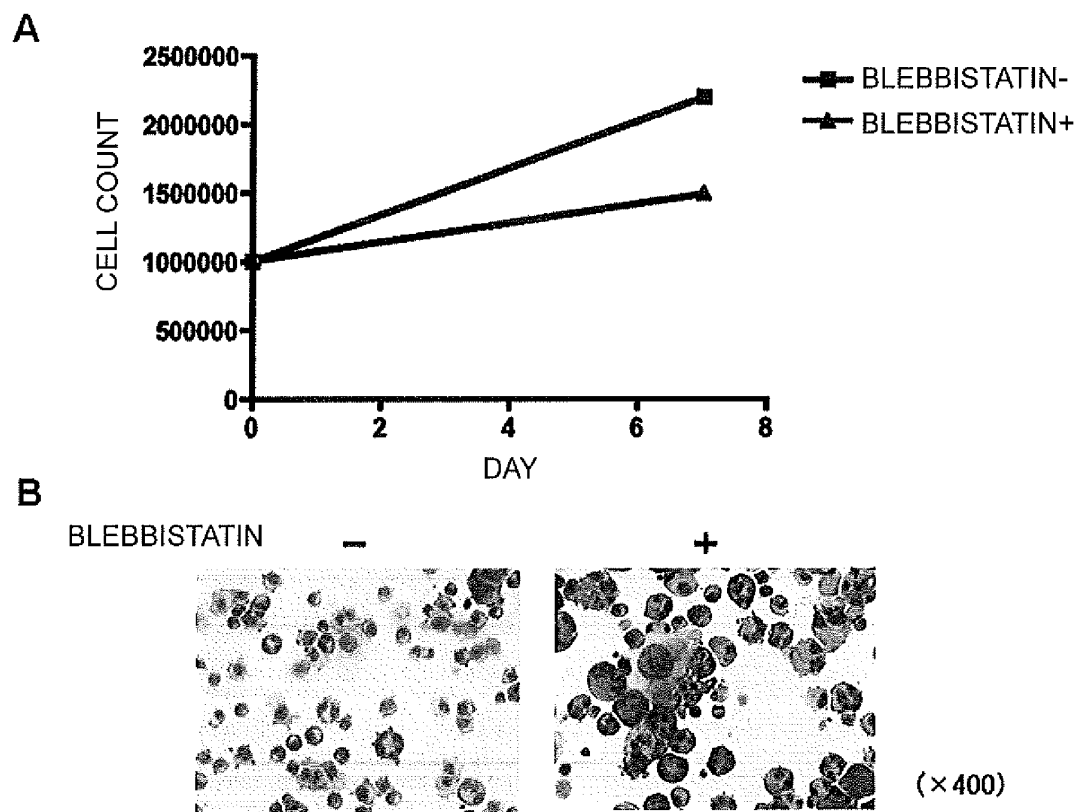 A
2500000
2000000
1500000
1000000
500000
0
CELL COUNT
0 2 4 6 8
DAY
BLEBBISTATIN-
BLEBBISTATIN+
B
BLEBBISTATIN − +
(×400)